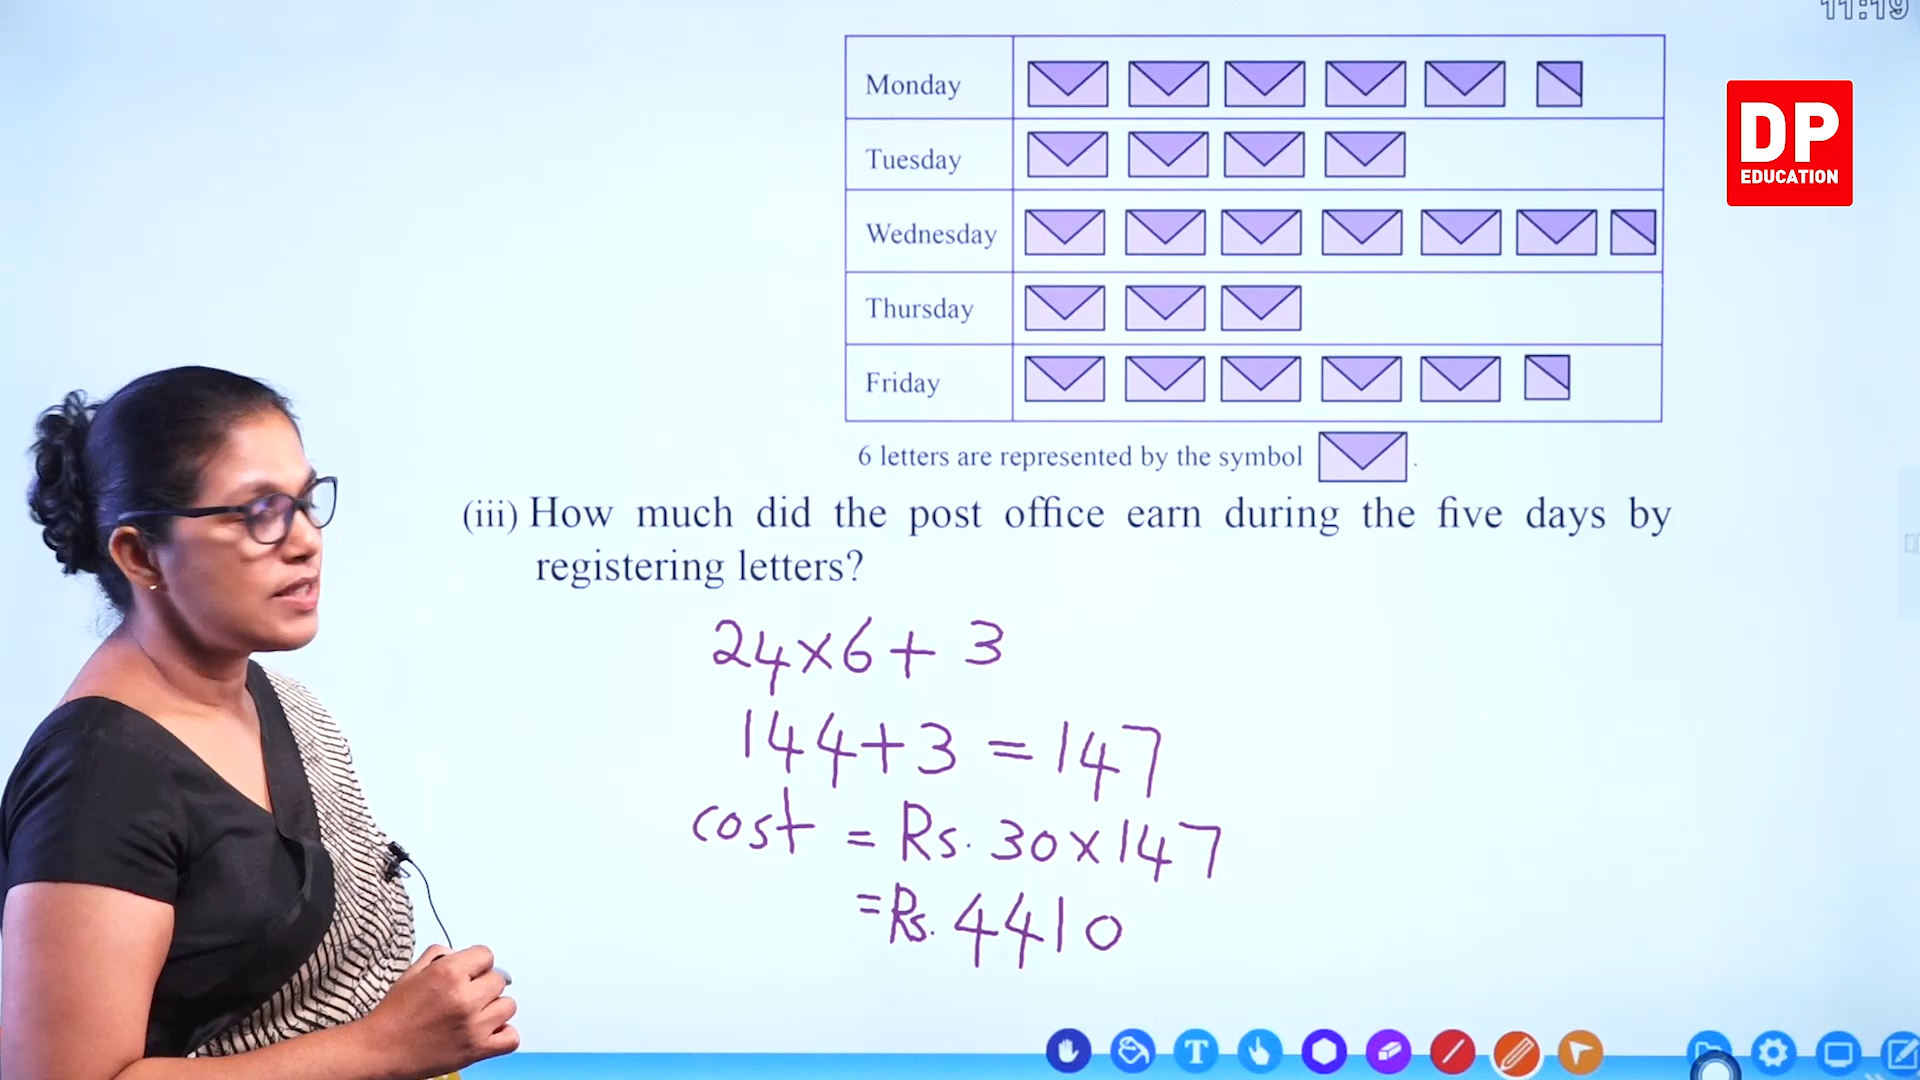 11:19
Monday
Tuesday
Wednesday
Thursday
Friday
DP
EDUCATION
6 letters are represented by the symbol .
(iii) How much did the post office earn during the five days by
registering letters?
24×6+ 3
144+3 = 147
cost = Rs. 30×147
=Rs. 4410
T